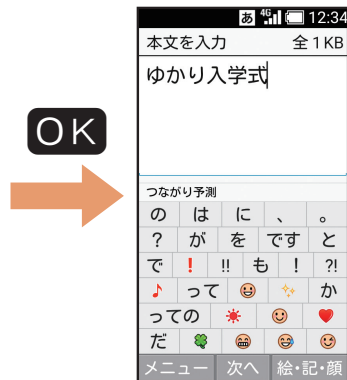 あ 4G 12:34
本文を入力 全1KB
ゆかり入学式
OK
つながり予測
の は に 、 。
? が を です と
で ❗ !! も ! ?!
♪ って 😃 ✨ か
っての ☀ 🙂 ♥
だ 🍀 😁 😅 😊
メニュー 次へ 絵・記・顔